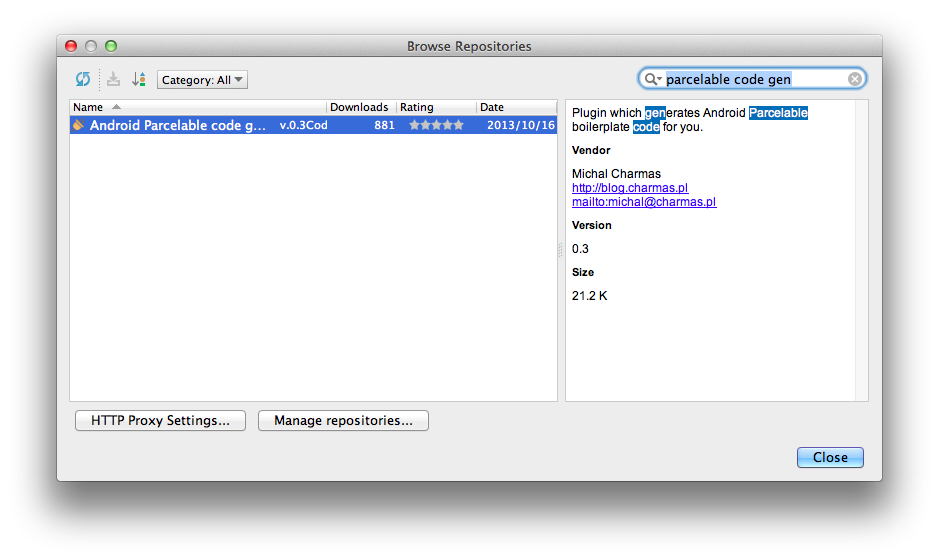 Browse Repositories
Category: All
parcelable code gen
Name Downloads Rating Date
Android Parcelable code g... v.0.3Cod 881 2013/10/16
Plugin which generates Android Parcelable
boilerplate code for you.
Vendor
Michal Charmas
http://blog.charmas.pl
mailto:michal@charmas.pl
Version
0.3
Size
21.2 K
HTTP Proxy Settings...
Manage repositories...
Close